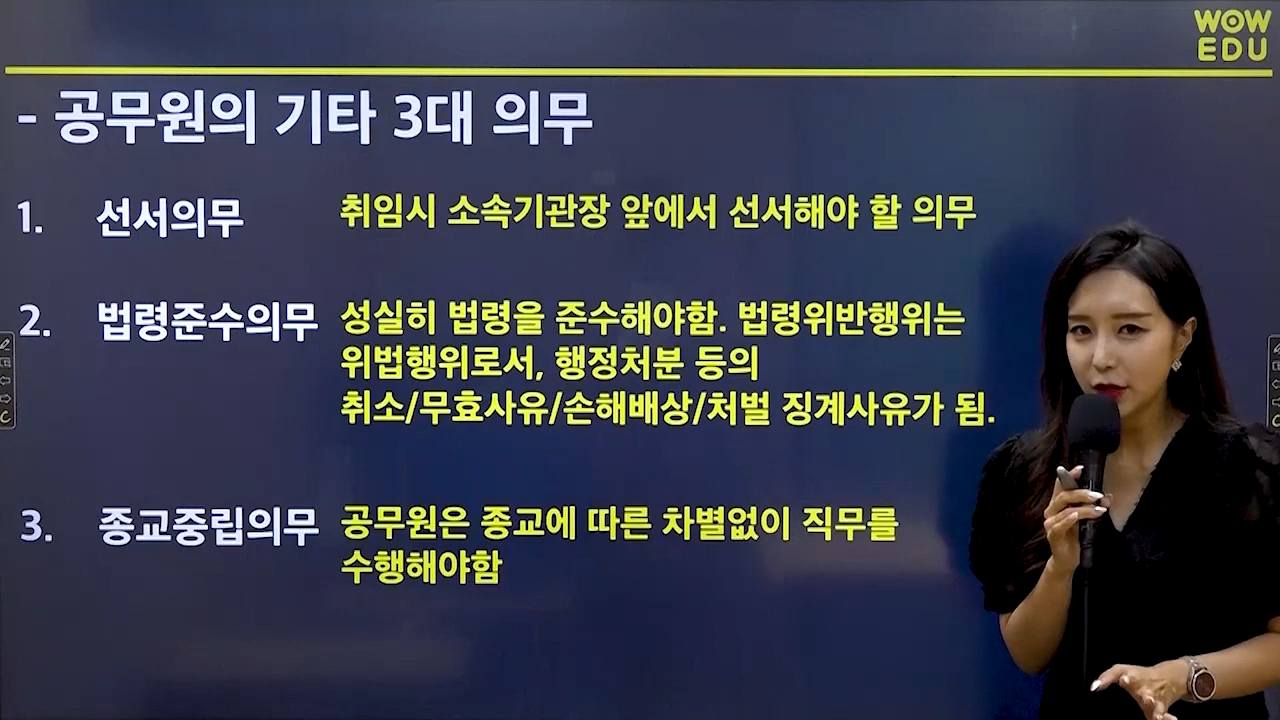 WOW
EDU
- 공무원의 기타 3대 의무
1. 선서의무 취임시 소속기관장 앞에서 선서해야 할 의무
2. 법령준수의무 성실히 법령을 준수해야함. 법령위반행위는
위법행위로서, 행정처분 등의
취소/무효사유/손해배상/처벌 징계사유가 됨.
3. 종교중립의무 공무원은 종교에 따른 차별없이 직무를
수행해야함